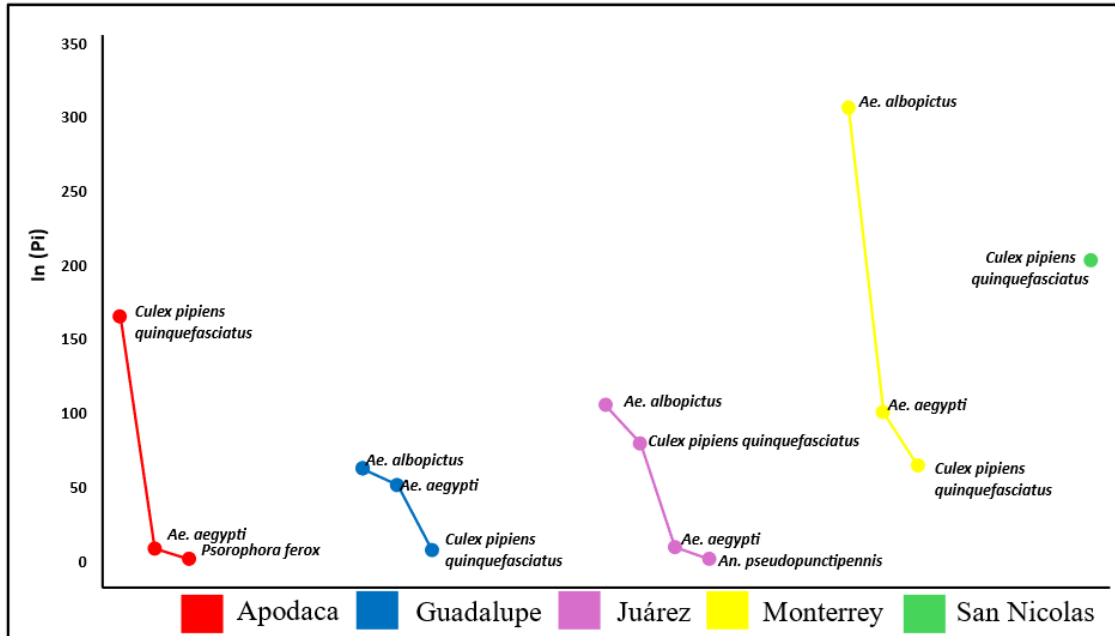 350
300
250
200
150
100
50
0
ln (Pi)
Culex pipiens
quinquefasciatus
Ae. aegypti
Psorophora ferox
Ae. albopictus
Ae. aegypti
Culex pipiens
quinquefasciatus
Ae. albopictus
Culex pipiens quinquefasciatus
Ae. aegypti
An. pseudopunctipennis
Ae. albopictus
Ae. aegypti
Culex pipiens
quinquefasciatus
Culex pipiens
quinquefasciatus
Apodaca
Guadalupe
Juárez
Monterrey
San Nicolas